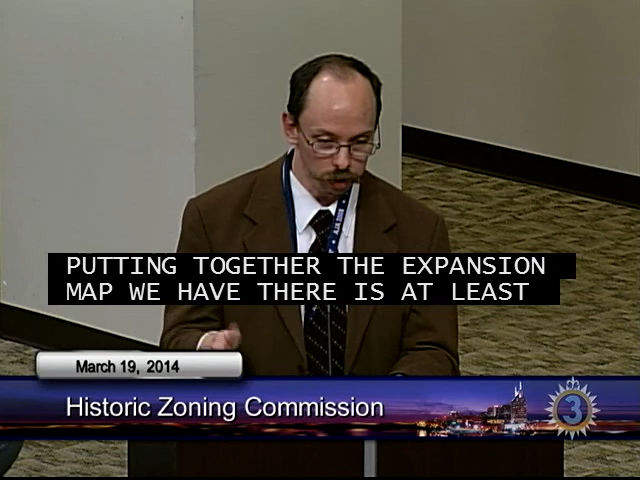 PUTTING TOGETHER THE EXPANSION
MAP WE HAVE THERE IS AT LEAST
March 19, 2014
Historic Zoning Commission
3